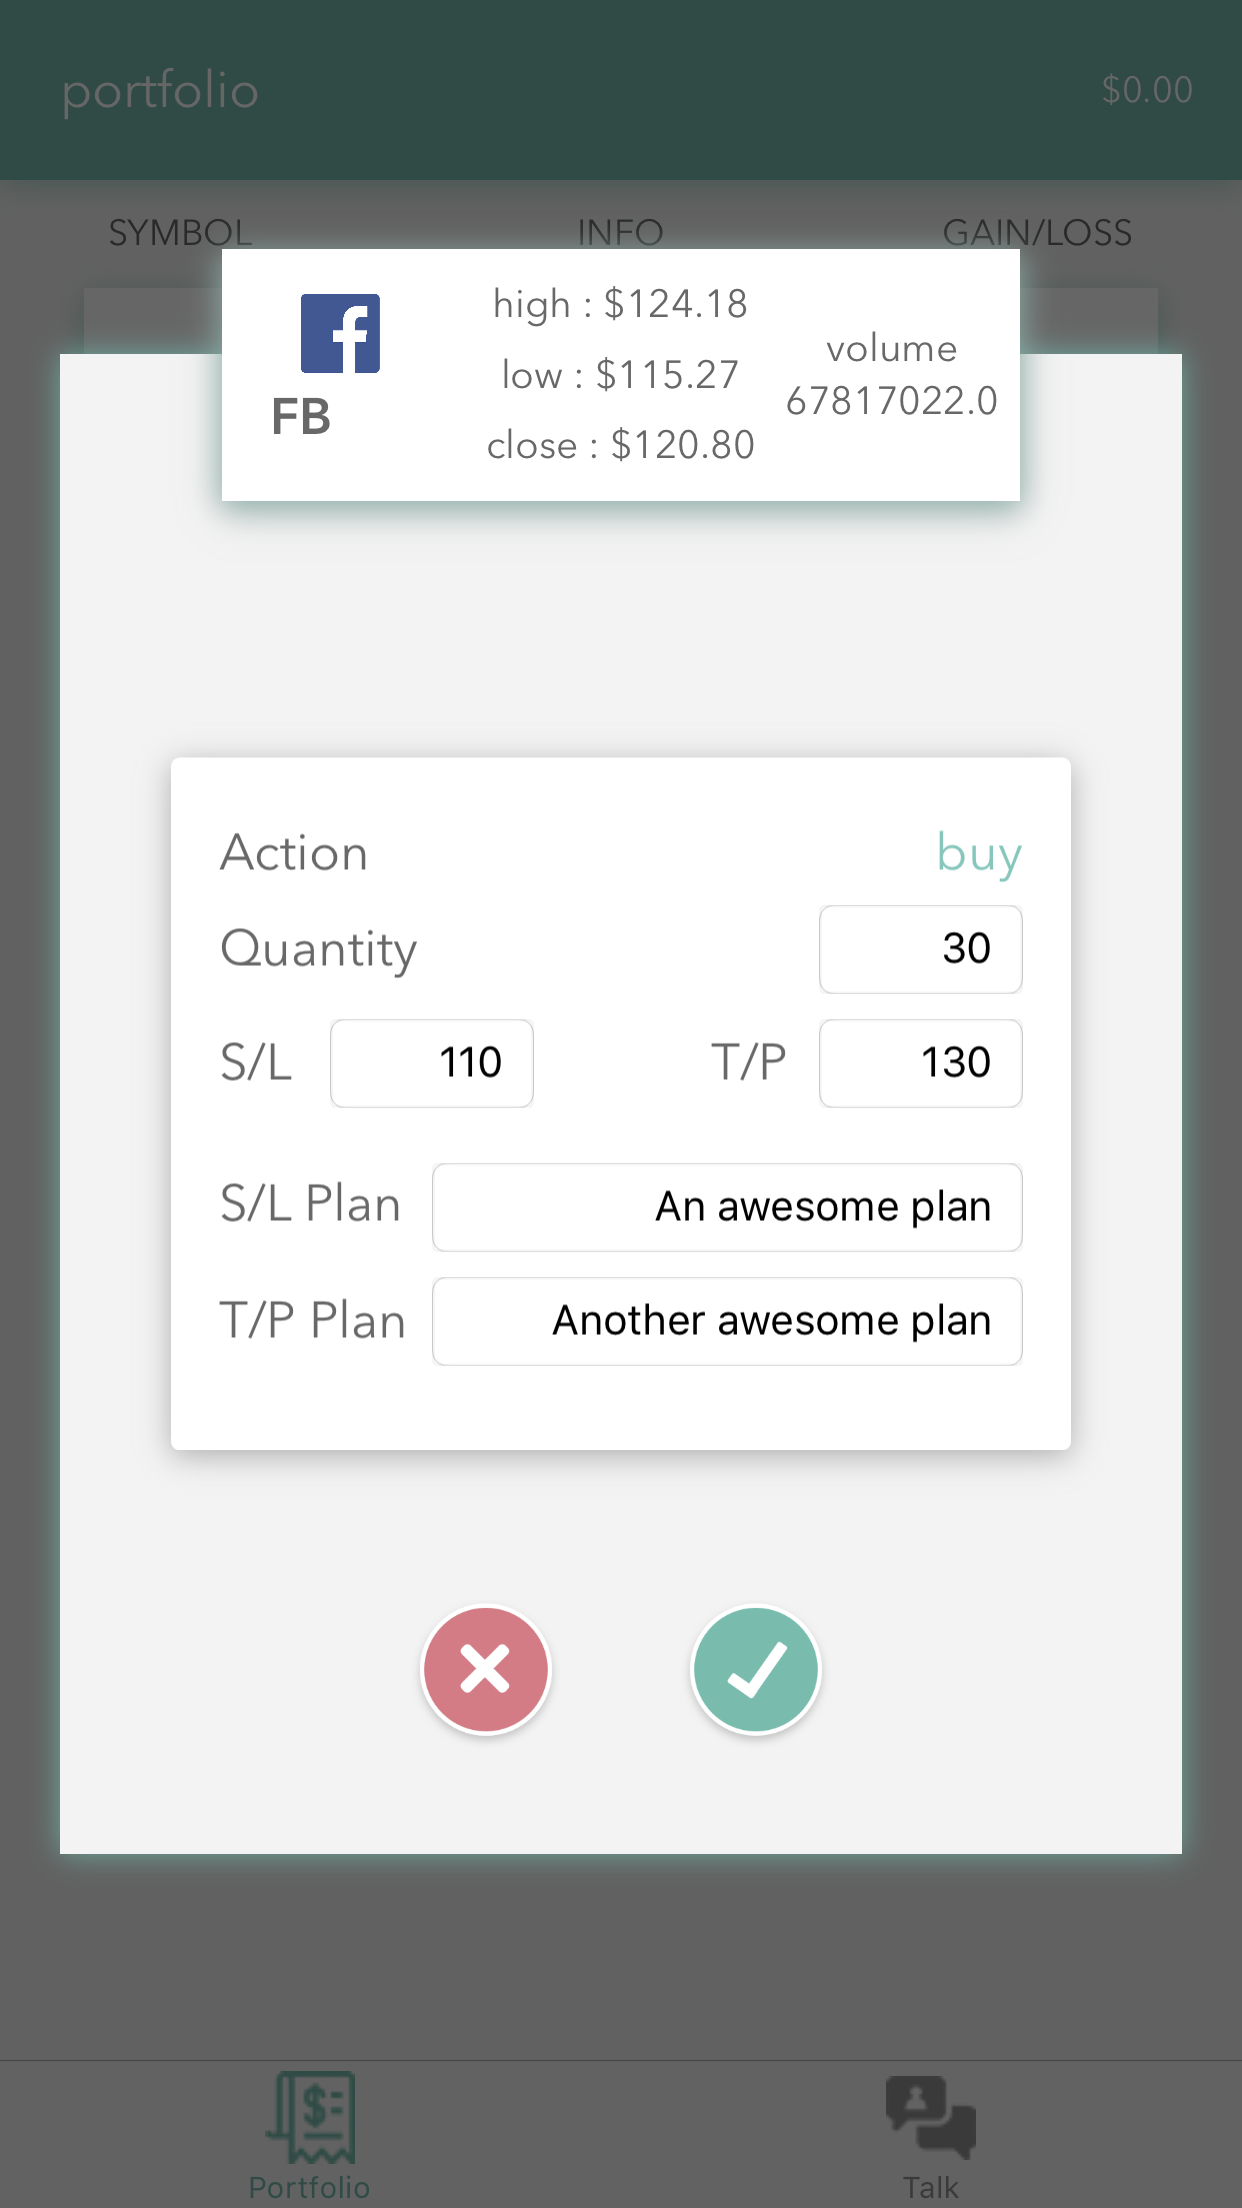 portfolio
$0.00
SYMBOL INFO GAIN/LOSS
high : $124.18
low : $115.27
close : $120.80
volume
67817022.0
FB
Action buy
Quantity 30
S/L 110 T/P 130
S/L Plan An awesome plan
T/P Plan Another awesome plan
Portfolio
Talk